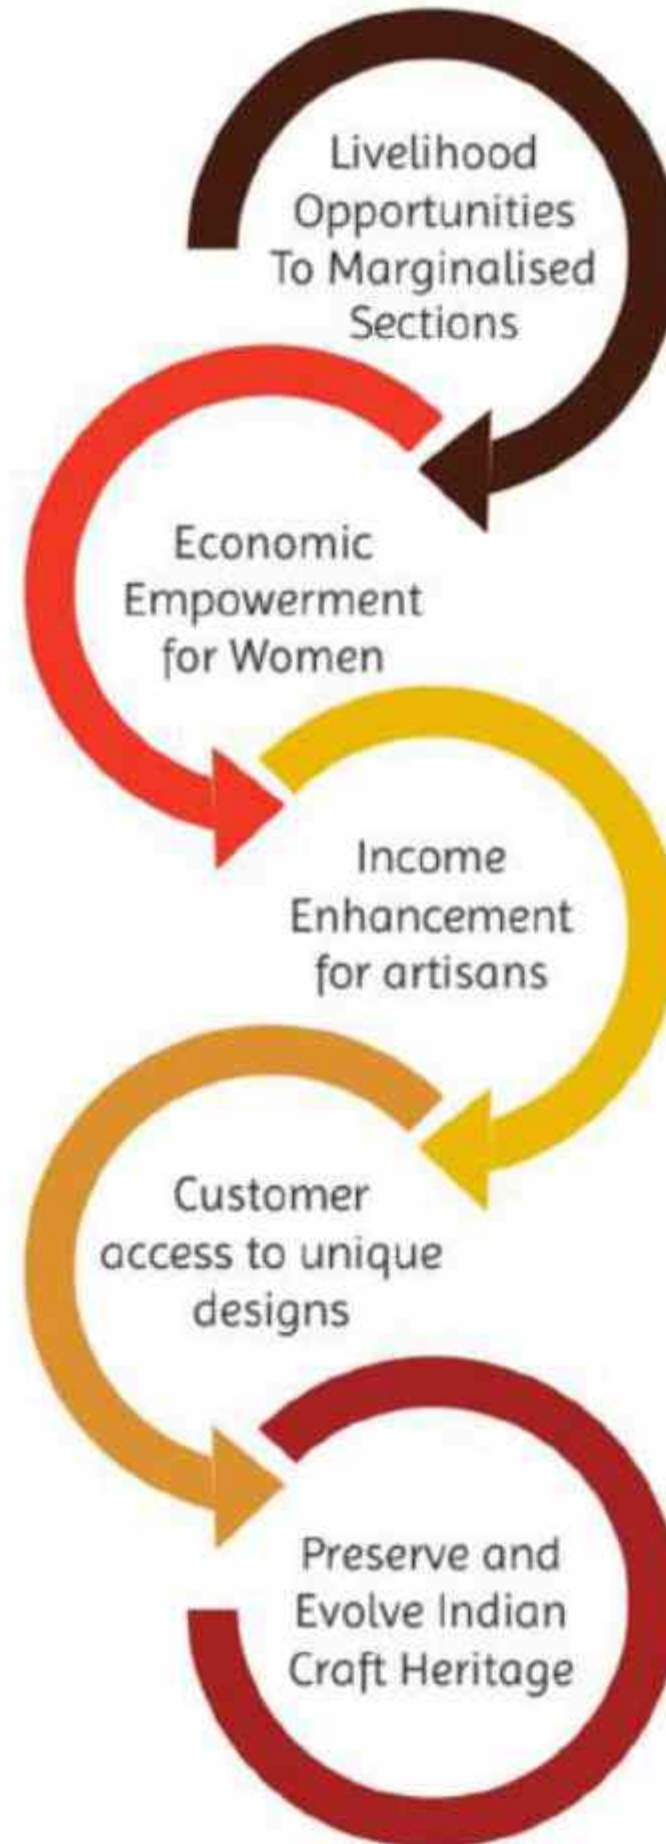 Livelihood
Opportunities
To Marginalised
Sections
Economic
Empowerment
for Women
Income
Enhancement
for artisans
Customer
access to unique
designs
Preserve and
Evolve Indian
Craft Heritage